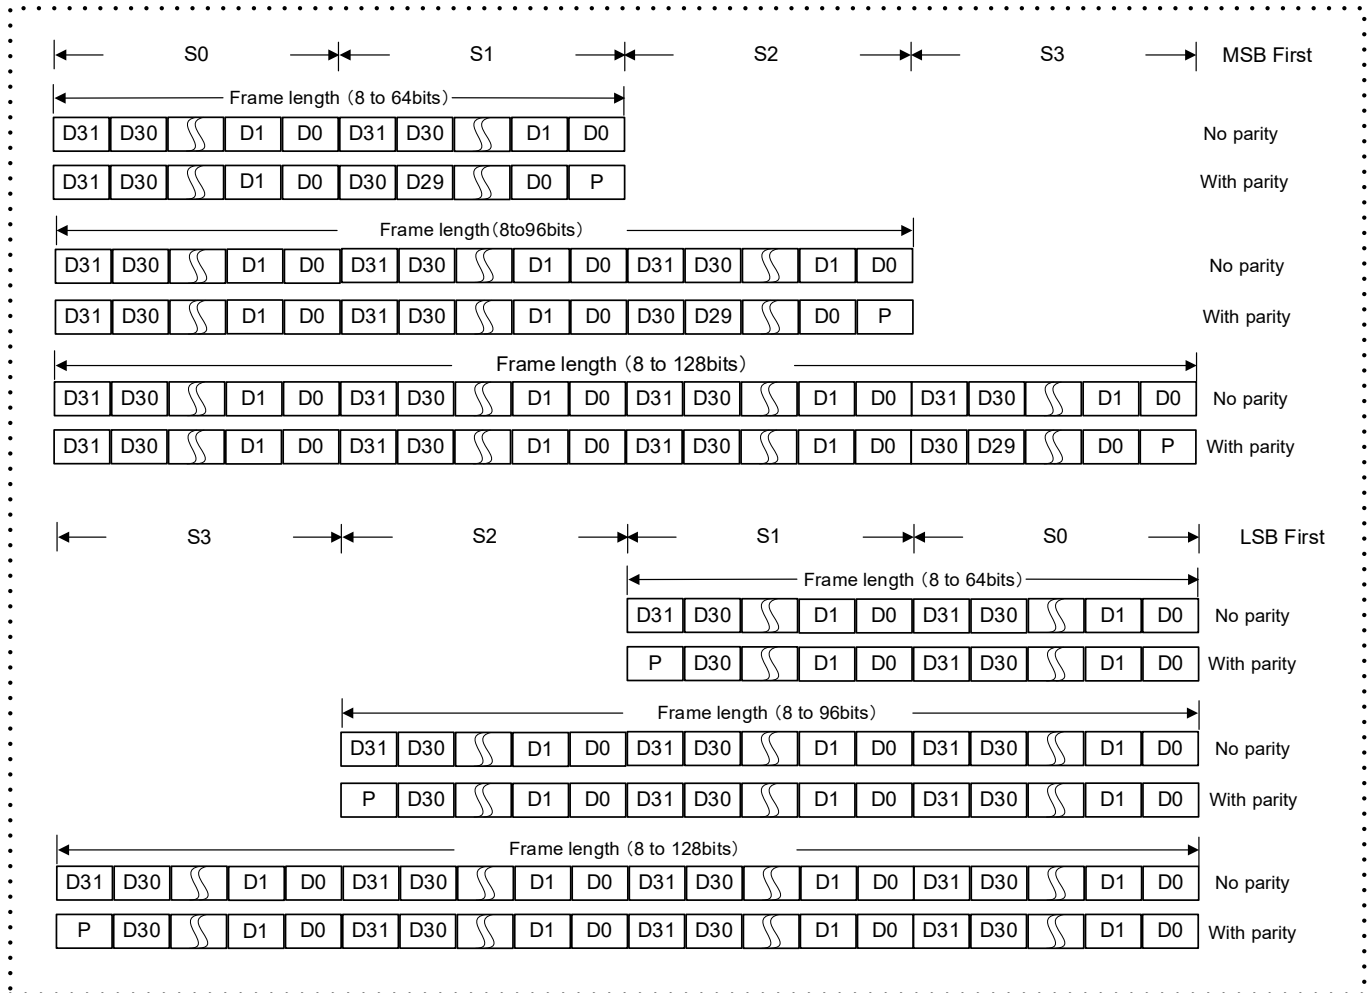 S0 S1 S2 S3 MSB First
Frame length (8 to 64bits)
D31 D30 D1 D0 D31 D30 D1 D0 No parity
D31 D30 D1 D0 D30 D29 D0 P With parity
Frame length(8to96bits)
D31 D30 D1 D0 D31 D30 D1 D0 D31 D30 D1 D0 No parity
D31 D30 D1 D0 D31 D30 D1 D0 D30 D29 D0 P With parity
Frame length (8 to 128bits)
D31 D30 D1 D0 D31 D30 D1 D0 D31 D30 D1 D0 D31 D30 D1 D0 No parity
D31 D30 D1 D0 D31 D30 D1 D0 D31 D30 D1 D0 D30 D29 D0 P With parity
S3 S2 S1 S0 LSB First
Frame length (8 to 64bits)
D31 D30 D1 D0 D31 D30 D1 D0 No parity
P D30 D1 D0 D31 D30 D1 D0 With parity
Frame length (8 to 96bits)
D31 D30 D1 D0 D31 D30 D1 D0 D31 D30 D1 D0 No parity
P D30 D1 D0 D31 D30 D1 D0 D31 D30 D1 D0 With parity
Frame length (8 to 128bits)
D31 D30 D1 D0 D31 D30 D1 D0 D31 D30 D1 D0 D31 D30 D1 D0 No parity
P D30 D1 D0 D31 D30 D1 D0 D31 D30 D1 D0 D31 D30 D1 D0 With parity